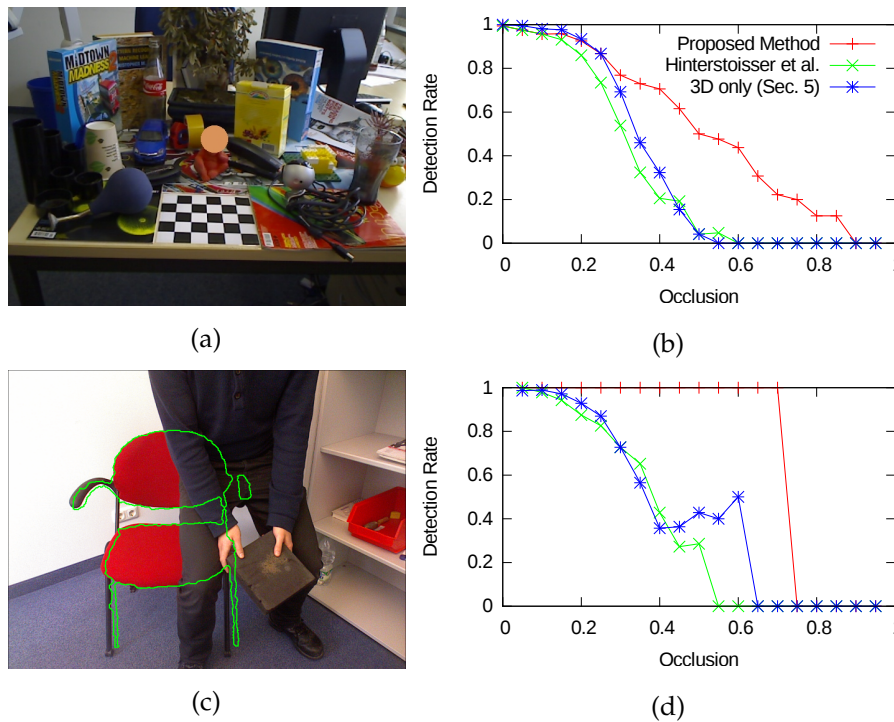 MiDTOWN
MADNESS
Coca-Cola
(a)
Detection Rate
1
0.8
0.6
0.4
0.2
0
Proposed Method
Hinterstoisser et al.
3D only (Sec. 5)
0 0.2 0.4 0.6 0.8
Occlusion
(b)
(c)
Detection Rate
1
0.8
0.6
0.4
0.2
0
0 0.2 0.4 0.6 0.8
Occlusion
(d)